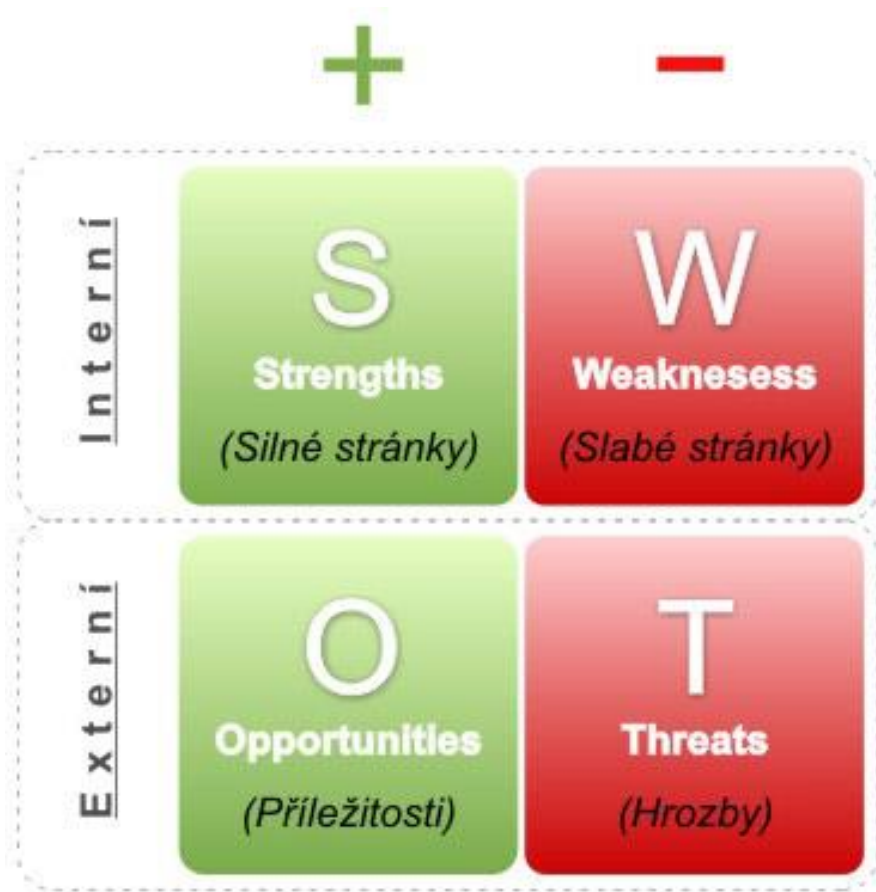 + −
Interní
S
Strengths
(Silné stránky)
W
Weaknesess
(Slabé stránky)
Externí
O
Opportunities
(Příležitosti)
T
Threats
(Hrozby)